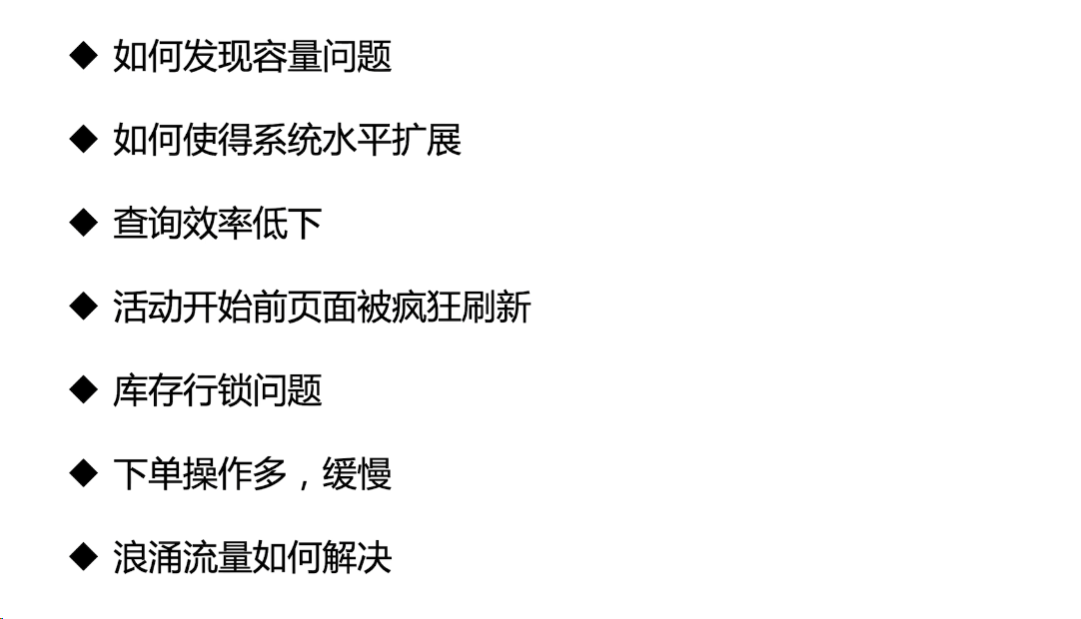 ◆ 如何发现容量问题
◆ 如何使得系统水平扩展
◆ 查询效率低下
◆ 活动开始前页面被疯狂刷新
◆ 库存行锁问题
◆ 下单操作多，缓慢
◆ 浪涌流量如何解决